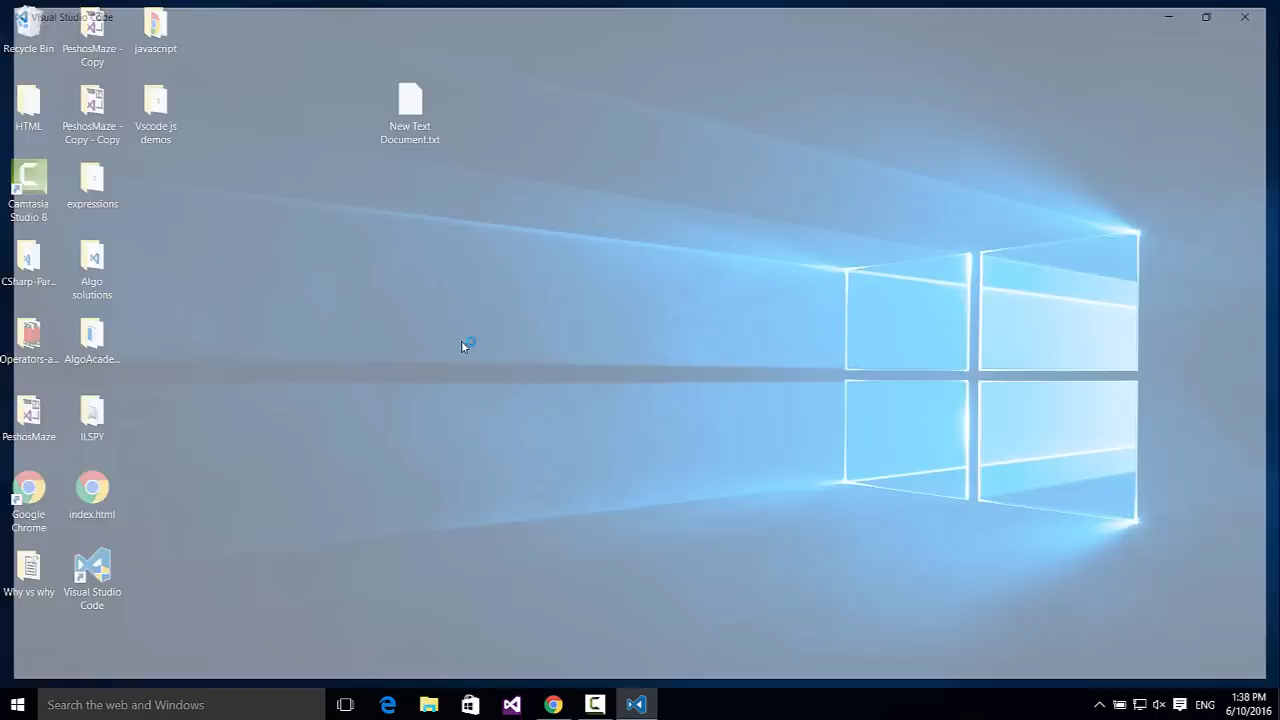 Visual Studio Code
Recycle Bin
PeshosMaze -
Copy
javascript
HTML
PeshosMaze -
Copy - Copy
Vscode js
demos
New Text
Document.txt
Camtasia
Studio 8
expressions
CSharp-Par...
Algo
solutions
Operators-a...
AlgoAcade...
PeshosMaze
ILSPY
Google
Chrome
index.html
Why vs why
Visual Studio
Code
Search the web and Windows
ENG
1:38 PM
6/10/2016